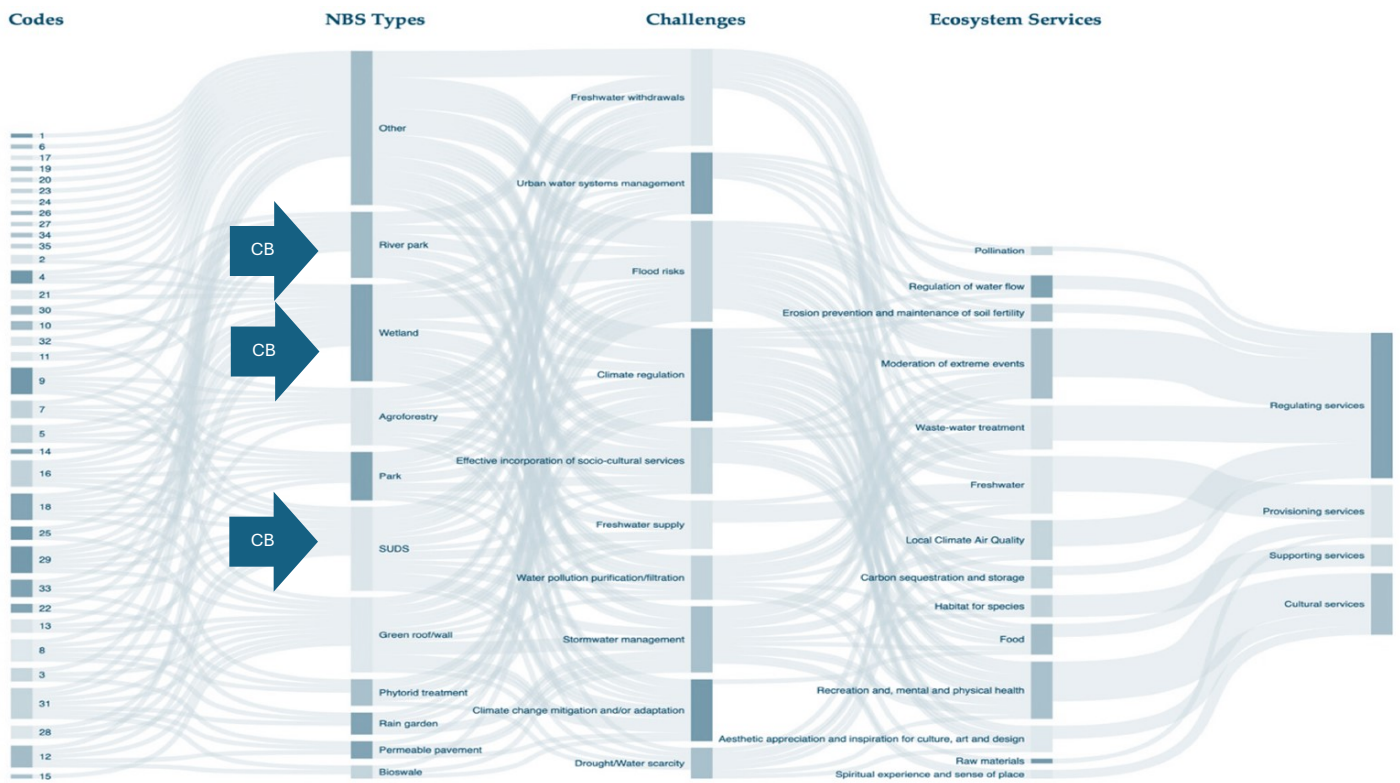 Codes
NBS Types
Challenges
Ecosystem Services
1
6
17
19
20
23
24
26
27
34
35
2
4
21
30
10
32
11
9
7
5
14
16
18
25
29
33
22
13
8
3
31
28
12
15
CB
CB
CB
Other
River park
Wetland
Agroforestry
Park
SUDS
Green roof/wall
Phytorid treatment
Rain garden
Permeable pavement
Bioswale
Freshwater withdrawals
Urban water systems management
Flood risks
Climate regulation
Effective incorporation of socio-cultural services
Freshwater supply
Water pollution purification/filtration
Stormwater management
Climate change mitigation and/or adaptation
Drought/Water scarcity
Pollination
Regulation of water flow
Erosion prevention and maintenance of soil fertility
Moderation of extreme events
Waste-water treatment
Freshwater
Local Climate Air Quality
Carbon sequestration and storage
Habitat for species
Food
Recreation and, mental and physical health
Aesthetic appreciation and inspiration for culture, art and design
Raw materials
Spiritual experience and sense of place
Regulating services
Provisioning services
Supporting services
Cultural services